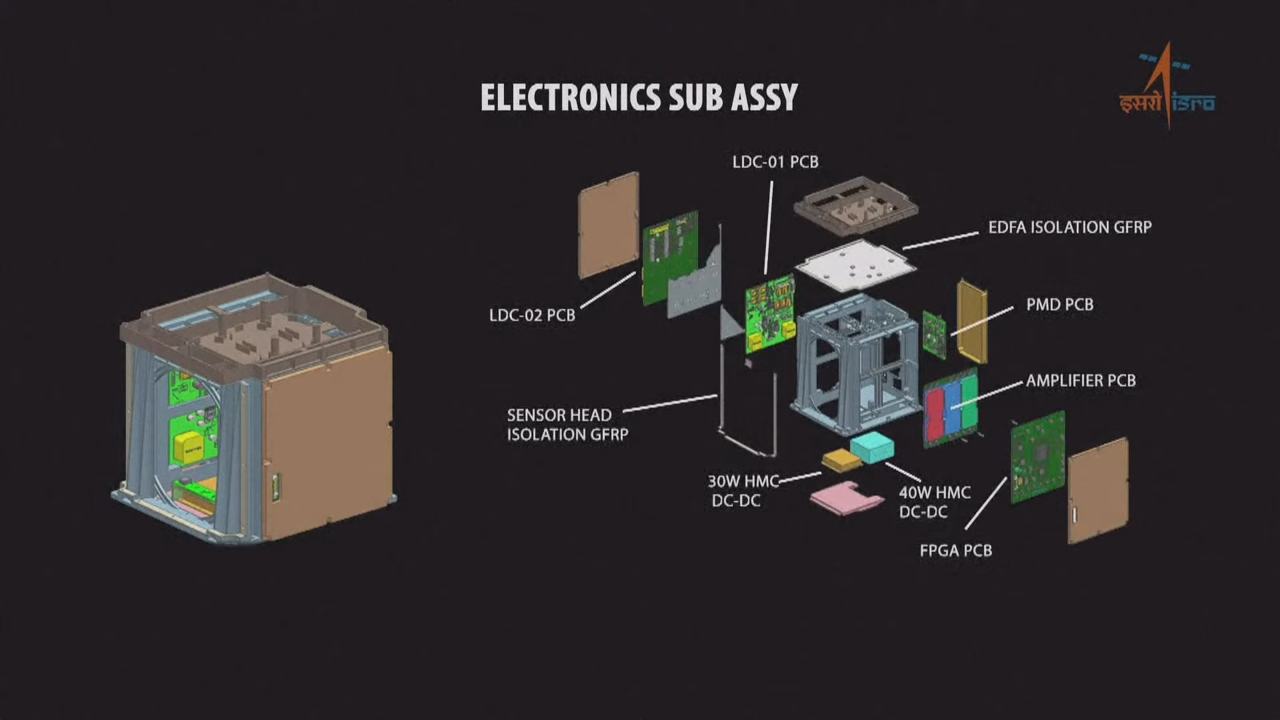 ELECTRONICS SUB ASSY
इसरो isro
LDC-01 PCB
EDFA ISOLATION GFRP
LDC-02 PCB
PMD PCB
AMPLIFIER PCB
SENSOR HEAD
ISOLATION GFRP
30W HMC
DC-DC
40W HMC
DC-DC
FPGA PCB